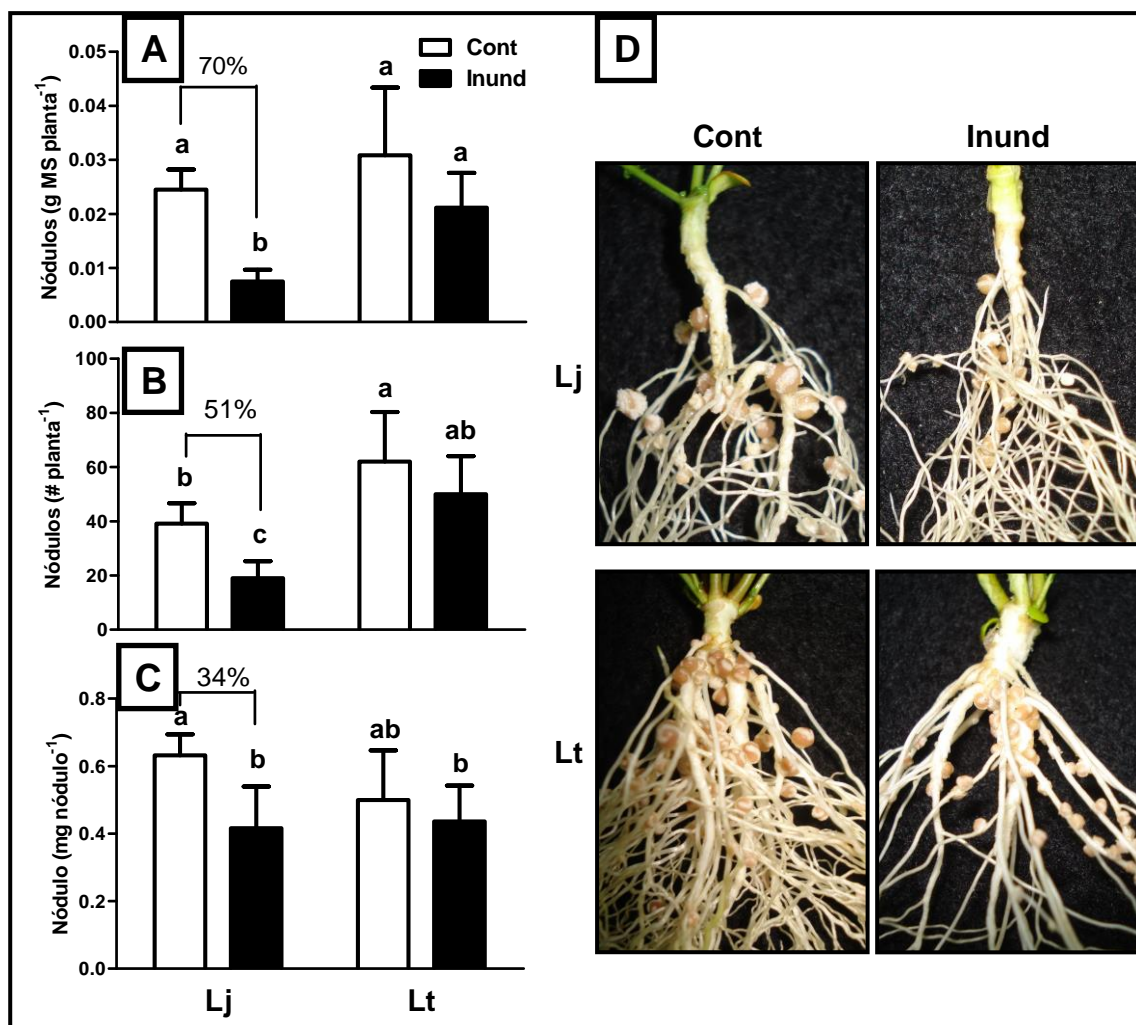 A
Cont
Inund
70%
a
b
a
a
0.05
0.04
0.03
0.02
0.01
0.00
Nódulos (g MS planta-1)
B
51%
b
c
a
ab
100
80
60
40
20
0
Nódulos (# planta-1)
C
34%
a
b
ab
b
0.8
0.6
0.4
0.2
0.0
Nódulo (mg nódulo-1)
Lj
Lt
D
Cont
Inund
Lj
Lt